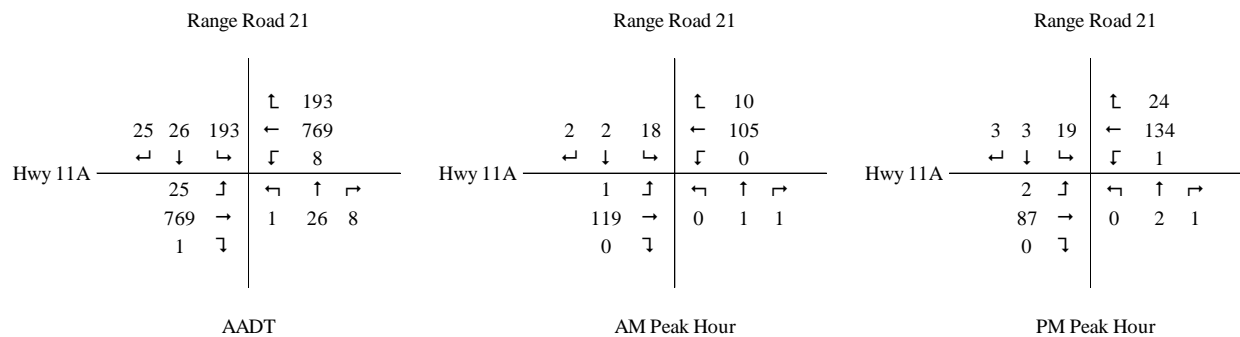 Range Road 21 Range Road 21 Range Road 21
↰ 193 ↰ 10 ↰ 24
25 26 193 ← 769 2 2 18 ← 105 3 3 19 ← 134
↵ ↓ ↳ ↓ 8 ↵ ↓ ↳ ↓ 0 ↵ ↓ ↳ ↓ 1
Hwy 11A Hwy 11A Hwy 11A
25 ↑ ↰ ↑ ↱ 1 ↑ ↰ ↑ ↱ 2 ↑ ↰ ↑ ↱
769 → 1 26 8 119 → 0 1 1 87 → 0 2 1
1 ↴ 0 ↴ 0 ↴
AADT AM Peak Hour PM Peak Hour